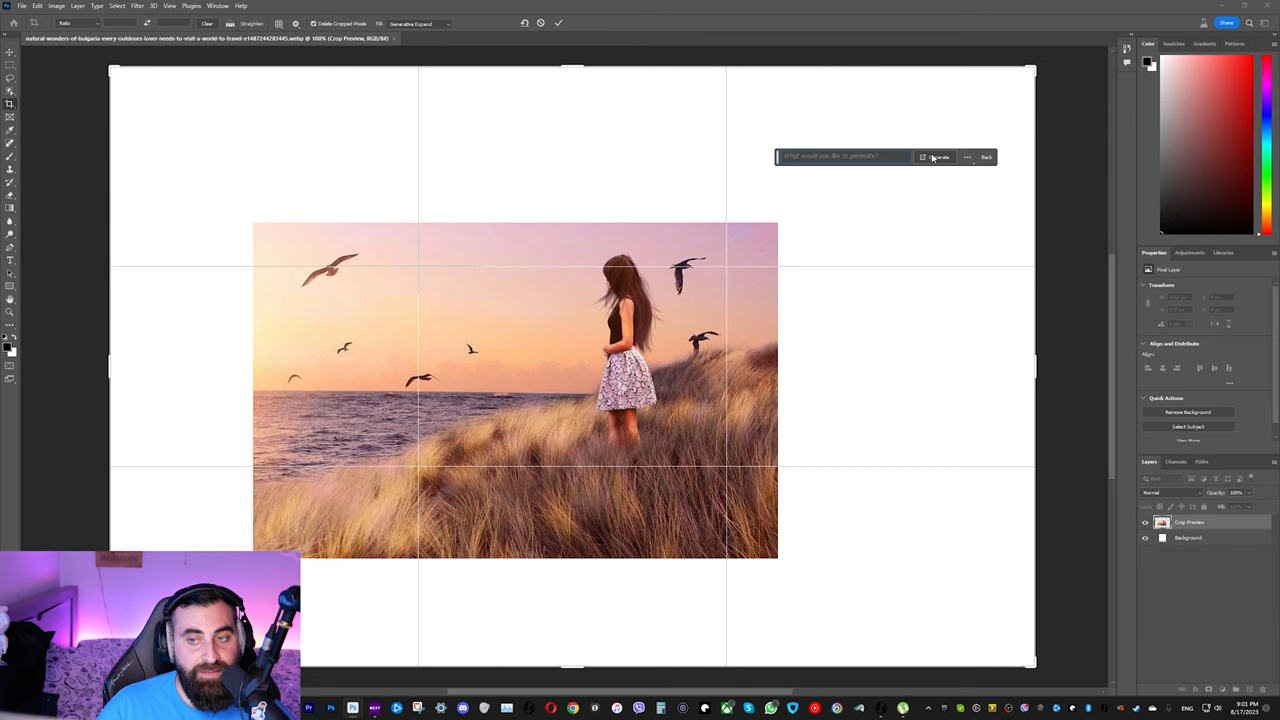 File Edit Image Layer Type Select Filter 3D View Plugins Window Help
Ratio Clear Straighten Delete Cropped Pixels Fill: Generative Expand Share
natural-wonders-of-bulgaria-every-outdoors-lover-needs-to-visit-a-world-to-travel-e1487244283445.webp @ 100% (Crop Preview, RGB/8#) ×
Color Swatches Gradients Patterns
What would you like to generate? Generate ... Back
Properties Adjustments Libraries
Pixel Layer
Transform
Align and Distribute
Align:
Quick Actions
Remove Background
Select Subject
View More
Layers Channels Paths
Normal Opacity: 100%
Lock: Fill: 100%
Crop Preview
Background
ENG 9:01 PM
8/17/2023